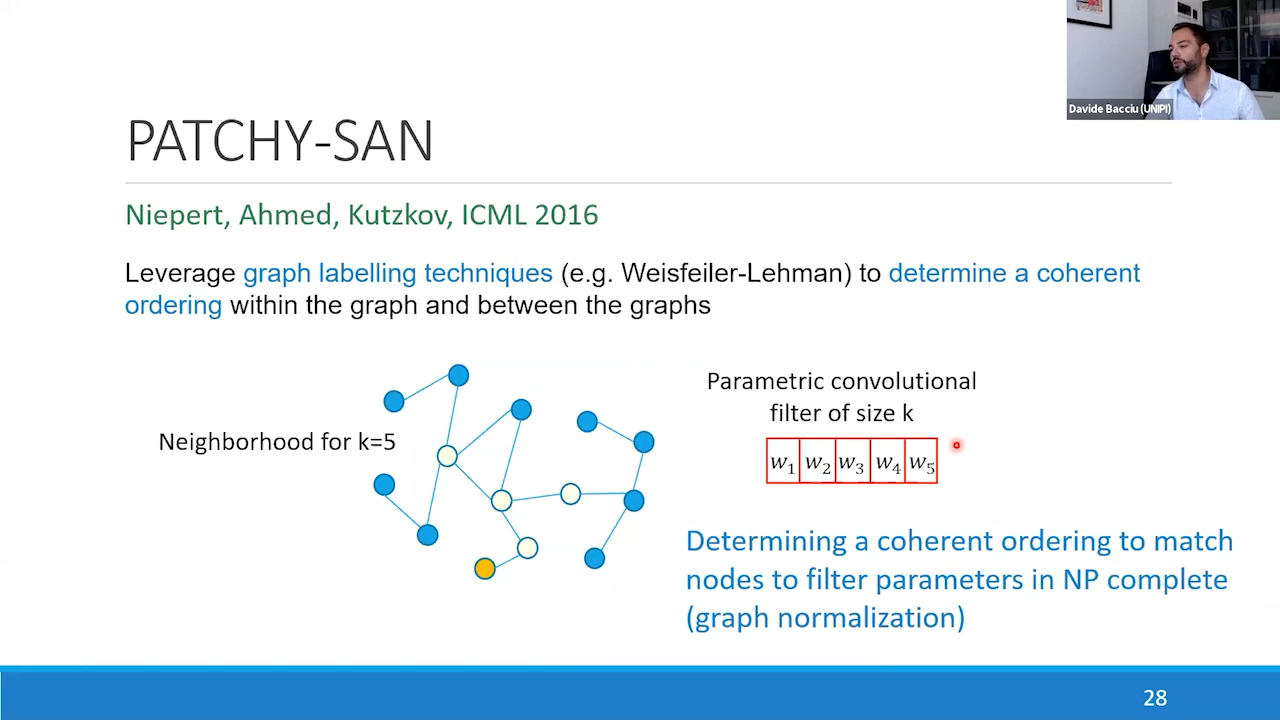 Davide Bacciu (UNIPI)
PATCHY-SAN
Niepert, Ahmed, Kutzkov, ICML 2016
Leverage graph labelling techniques (e.g. Weisfeiler-Lehman) to determine a coherent
ordering within the graph and between the graphs
Neighborhood for k=5
Parametric convolutional
filter of size k
w₁ w₂ w₃ w₄ w₅
Determining a coherent ordering to match
nodes to filter parameters in NP complete
(graph normalization)
28